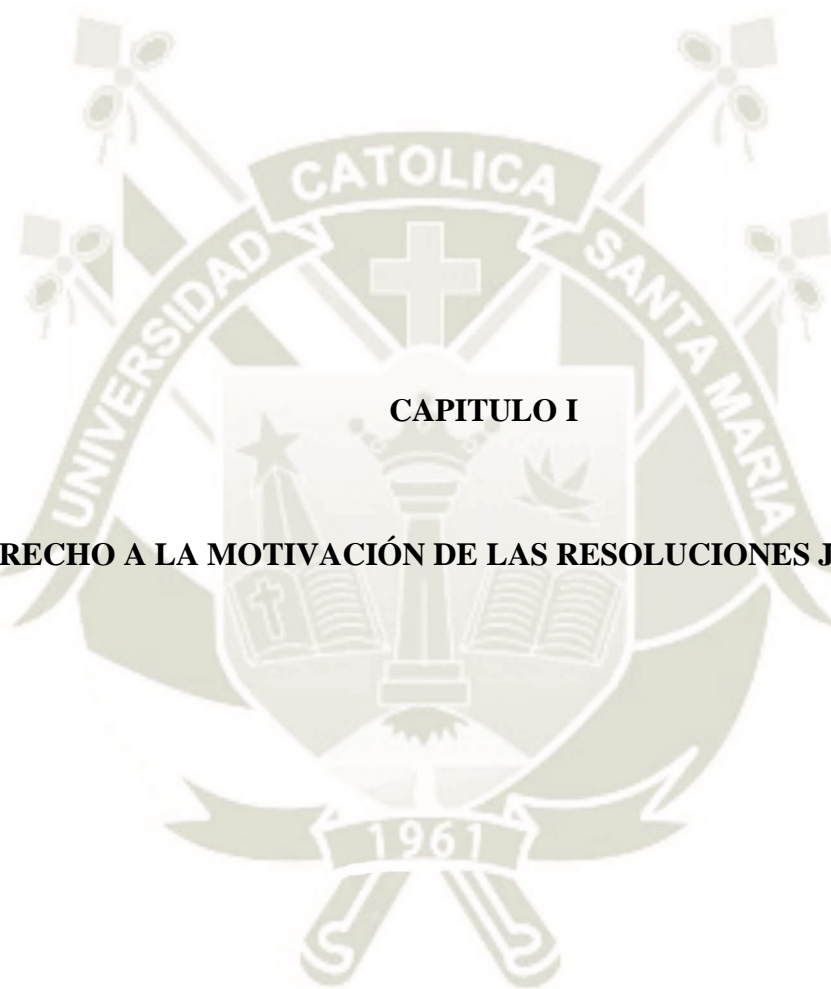 CATOLICA
UNIVERSIDAD
SANTA MARIA
CAPITULO I
RECHO A LA MOTIVACIÓN DE LAS RESOLUCIONES J
1961